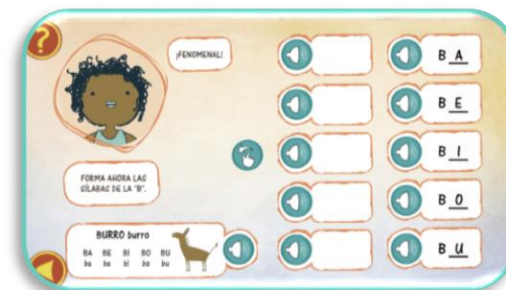 ?
¡FENOMENAL!
FORMA AHORA LAS
SÍLABAS DE LA "B".
BURRO burro
BA BE BI BO BU
ba be bi bo bu
B A
B E
B I
B O
B U